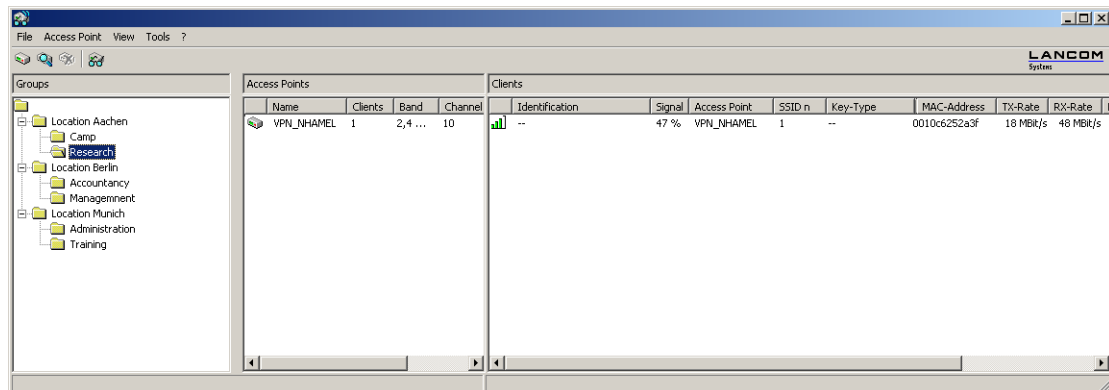 File Access Point View Tools ?
LANCOM
Systems
Groups
Access Points
Clients
Location Aachen
Camp
Research
Location Berlin
Accountancy
Managemnent
Location Munich
Administration
Training
Name Clients Band Channel
VPN_NHAMEL 1 2,4 ... 10
Identification Signal Access Point SSID n Key-Type MAC-Address TX-Rate RX-Rate
-- 47 % VPN_NHAMEL 1 -- 0010c6252a3f 18 MBit/s 48 MBit/s